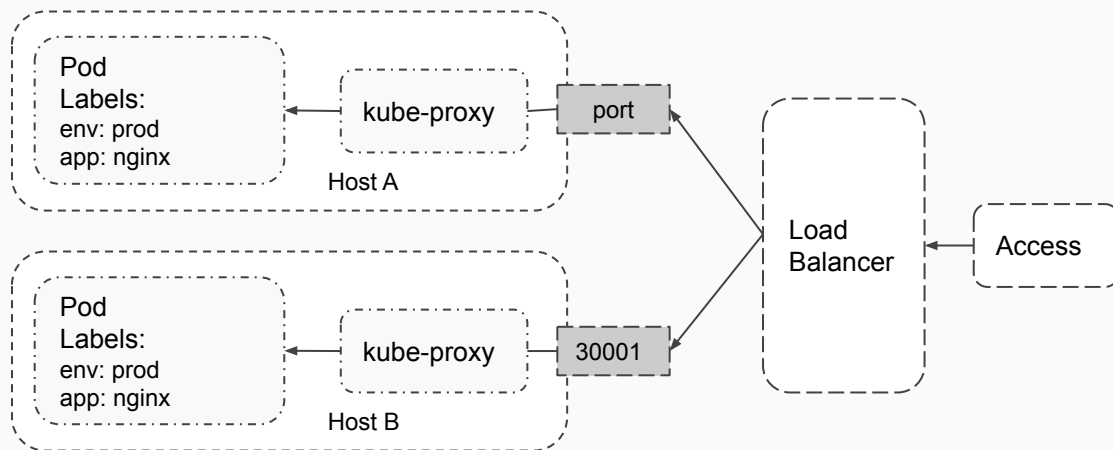 Pod
Labels:
env: prod
app: nginx
kube-proxy
port
Host A
Load
Balancer
Access
Pod
Labels:
env: prod
app: nginx
kube-proxy
30001
Host B